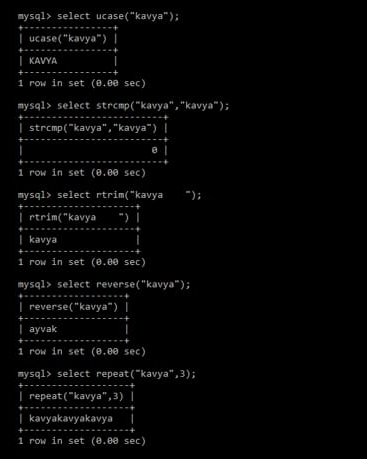 mysql> select ucase("kavya");
+----------------+
| ucase("kavya") |
+----------------+
| KAVYA          |
+----------------+
1 row in set (0.00 sec)
mysql> select strcmp("kavya","kavya");
+-------------------------+
| strcmp("kavya","kavya") |
+-------------------------+
|                       0 |
+-------------------------+
1 row in set (0.00 sec)
mysql> select rtrim("kavya    ");
+--------------------+
| rtrim("kavya    ") |
+--------------------+
| kavya              |
+--------------------+
1 row in set (0.00 sec)
mysql> select reverse("kavya");
+------------------+
| reverse("kavya") |
+------------------+
| ayvak            |
+------------------+
1 row in set (0.00 sec)
mysql> select repeat("kavya",3);
+-------------------+
| repeat("kavya",3) |
+-------------------+
| kavyakavyakavya   |
+-------------------+
1 row in set (0.00 sec)